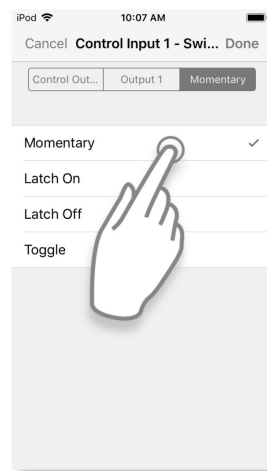 iPod 10:07 AM
Cancel Control Input 1 - Swi... Done
Control Out... Output 1 Momentary
Momentary
Latch On
Latch Off
Toggle